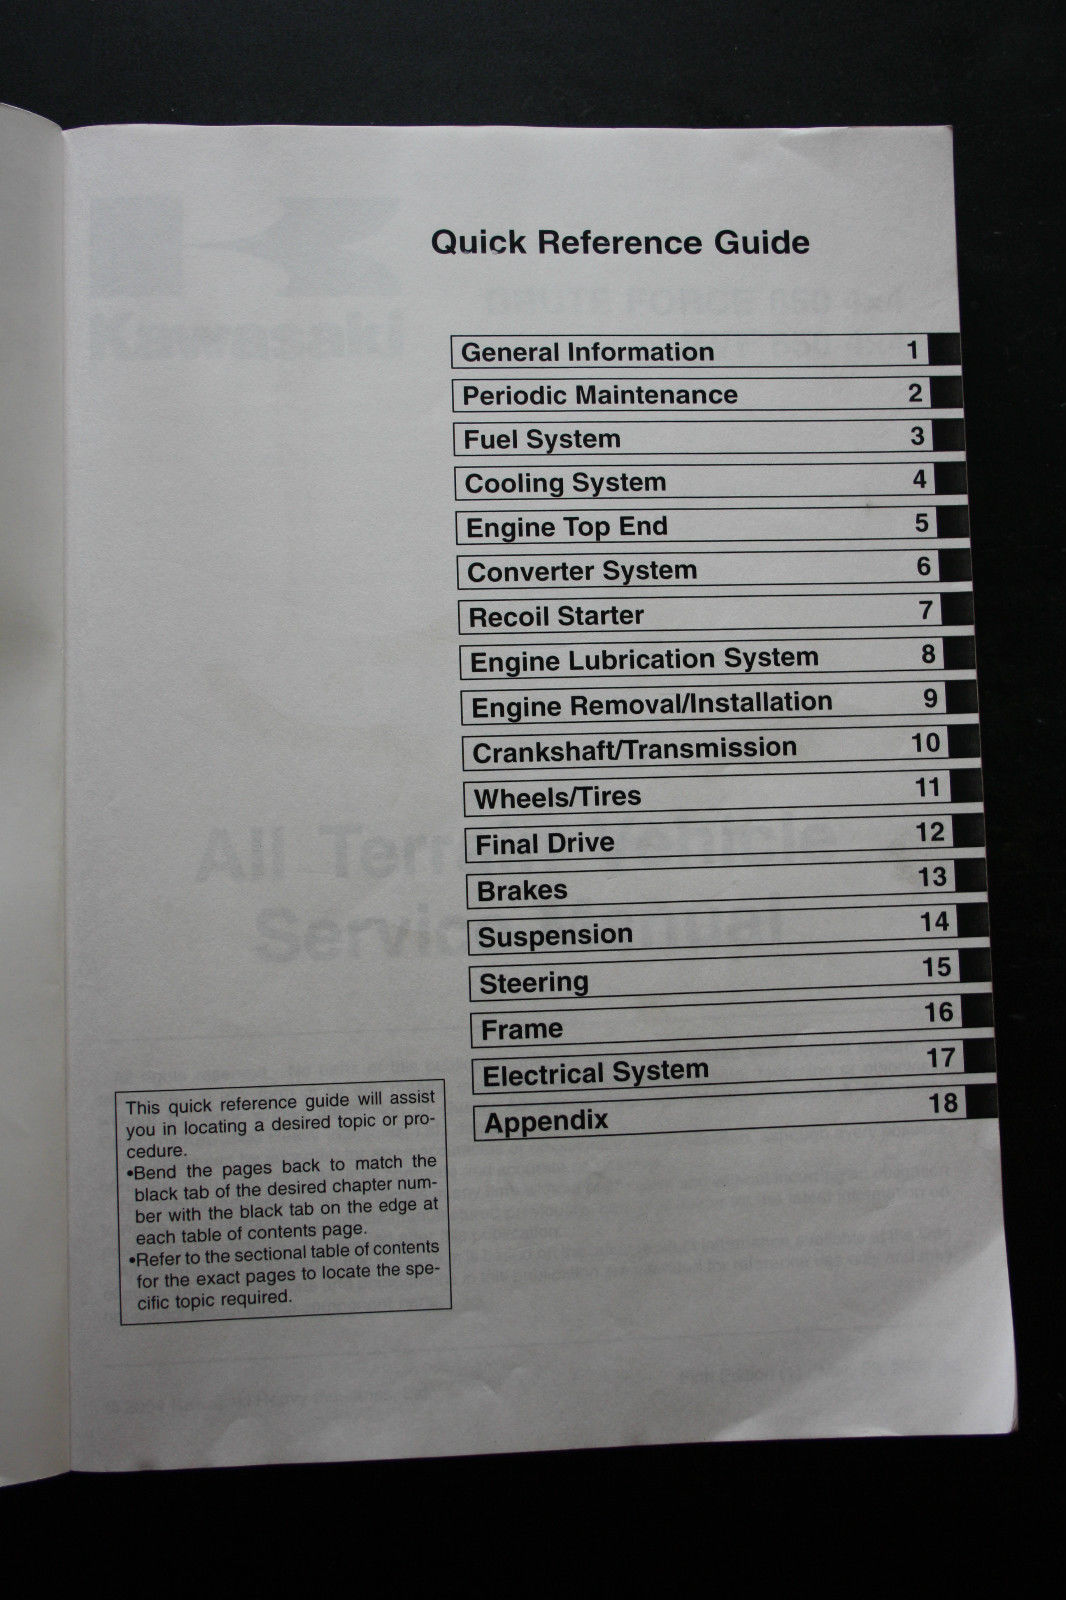 Quick Reference Guide
General Information 1
Periodic Maintenance 2
Fuel System 3
Cooling System 4
Engine Top End 5
Converter System 6
Recoil Starter 7
Engine Lubrication System 8
Engine Removal/Installation 9
Crankshaft/Transmission 10
Wheels/Tires 11
Final Drive 12
Brakes 13
Suspension 14
Steering 15
Frame 16
Electrical System 17
Appendix 18
This quick reference guide will assist
you in locating a desired topic or pro-
cedure.
•Bend the pages back to match the
black tab of the desired chapter num-
ber with the black tab on the edge at
each table of contents page.
•Refer to the sectional table of contents
for the exact pages to locate the spe-
cific topic required.